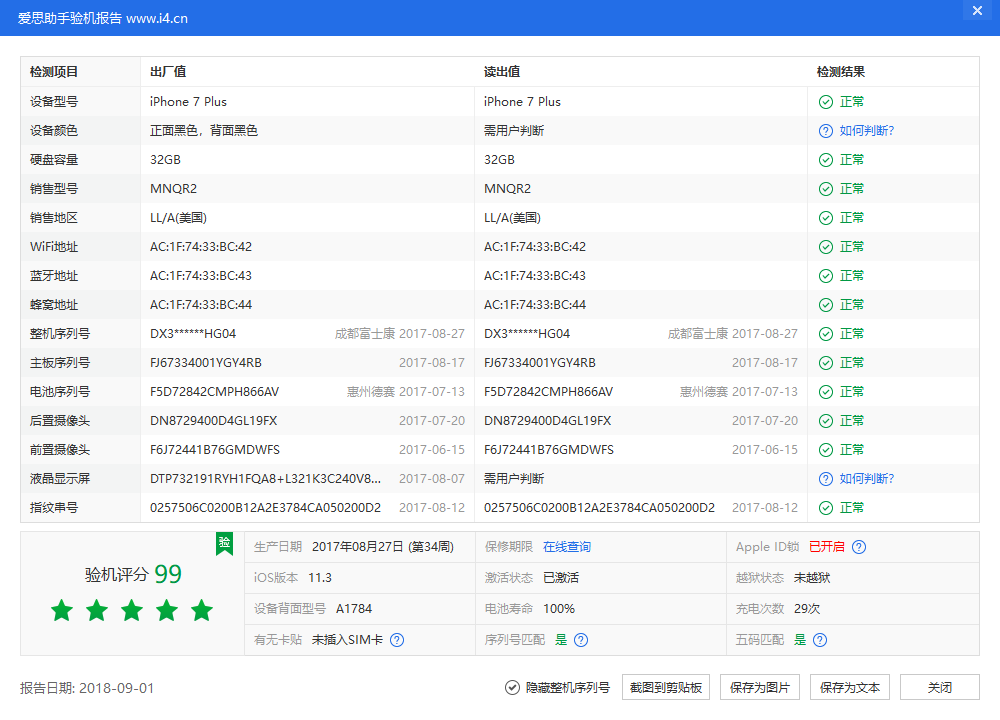 爱思助手验机报告 www.i4.cn
检测项目 出厂值 读出值 检测结果
设备型号 iPhone 7 Plus iPhone 7 Plus 正常
设备颜色 正面黑色，背面黑色 需用户判断 如何判断?
硬盘容量 32GB 32GB 正常
销售型号 MNQR2 MNQR2 正常
销售地区 LL/A(美国) LL/A(美国) 正常
WiFi地址 AC:1F:74:33:BC:42 AC:1F:74:33:BC:42 正常
蓝牙地址 AC:1F:74:33:BC:43 AC:1F:74:33:BC:43 正常
蜂窝地址 AC:1F:74:33:BC:44 AC:1F:74:33:BC:44 正常
整机序列号 DX3******HG04 成都富士康 2017-08-27 DX3******HG04 成都富士康 2017-08-27 正常
主板序列号 FJ67334001YGY4RB 2017-08-17 FJ67334001YGY4RB 2017-08-17 正常
电池序列号 F5D72842CMPH866AV 惠州德赛 2017-07-13 F5D72842CMPH866AV 惠州德赛 2017-07-13 正常
后置摄像头 DN8729400D4GL19FX 2017-07-20 DN8729400D4GL19FX 2017-07-20 正常
前置摄像头 F6J72441B76GMDWFS 2017-06-15 F6J72441B76GMDWFS 2017-06-15 正常
液晶显示屏 DTP732191RYH1FQA8+L321K3C240V8... 2017-08-07 需用户判断 如何判断?
指纹串号 0257506C0200B12A2E3784CA050200D2 2017-08-12 0257506C0200B12A2E3784CA050200D2 2017-08-12 正常
验
验机评分 99
生产日期 2017年08月27日 (第34周) 保修期限 在线查询 Apple ID锁 已开启 ?
iOS版本 11.3 激活状态 已激活 越狱状态 未越狱
设备背面型号 A1784 电池寿命 100% 充电次数 29次
有无卡贴 未插入SIM卡 ? 序列号匹配 是 ? 五码匹配 是 ?
报告日期: 2018-09-01 隐藏整机序列号 截图到剪贴板 保存为图片 保存为文本 关闭